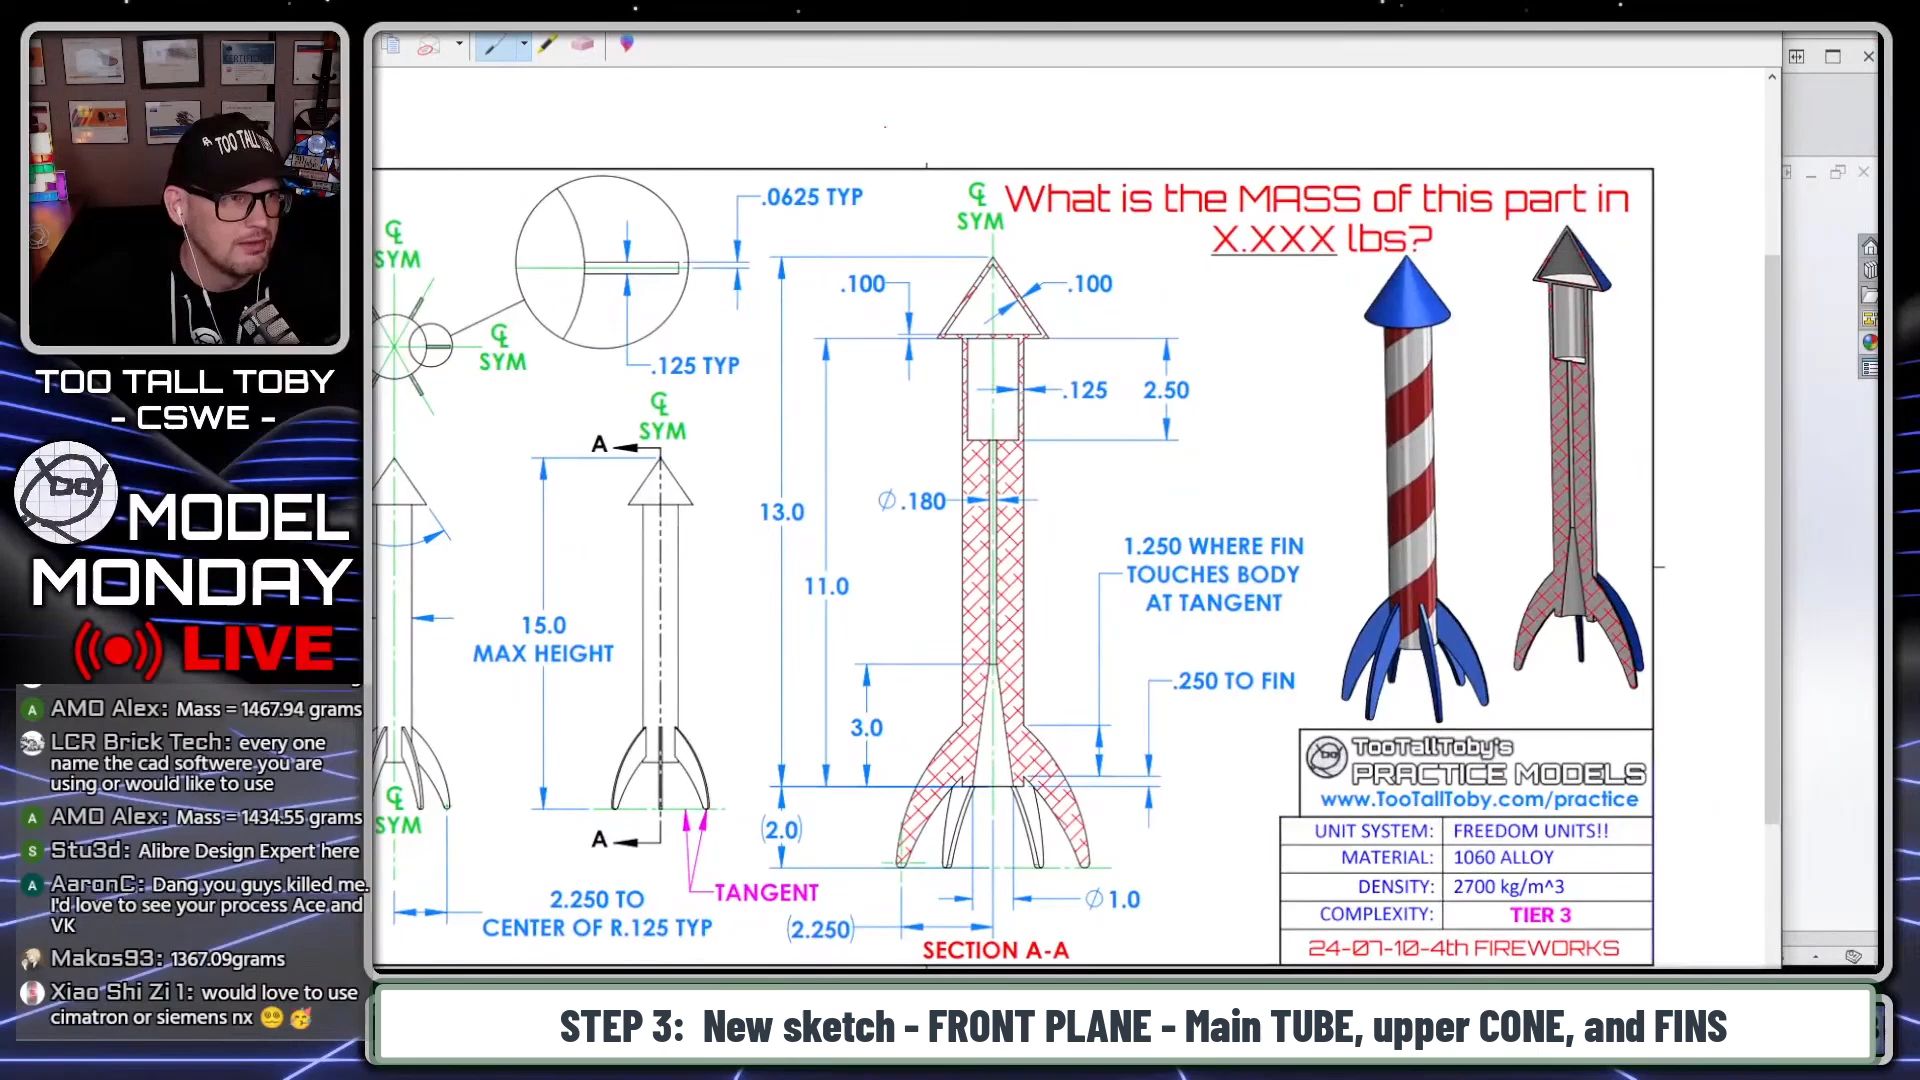 TOO TALL TOBY
TOO TALL TOBY
- CSWE -
MODEL
MONDAY
LIVE
AMO Alex: Mass = 1467.94 grams
LCR Brick Tech: every one
name the cad softwere you are
using or would like to use
AMO Alex: Mass = 1434.55 grams
Stu3d: Alibre Design Expert here
AaronC: Dang you guys killed me.
I'd love to see your process Ace and
VK
Makos93: 1367.09grams
Xiao Shi Zi 1: would love to use
cimatron or siemens nx 😵‍💫 🥳
What is the MASS of this part in
X.XXX lbs?
℄
SYM
.0625 TYP
℄
SYM
℄
SYM
.125 TYP
℄
SYM
A
A
15.0
MAX HEIGHT
℄
SYM
TANGENT
2.250 TO
CENTER OF R.125 TYP
.100
.100
.125
2.50
13.0
Ø .180
11.0
1.250 WHERE FIN
TOUCHES BODY
AT TANGENT
.250 TO FIN
3.0
(2.0)
Ø 1.0
(2.250)
SECTION A-A
TooTallToby's
PRACTICE MODELS
www.TooTallToby.com/practice
UNIT SYSTEM: FREEDOM UNITS!!
MATERIAL: 1060 ALLOY
DENSITY: 2700 kg/m^3
COMPLEXITY: TIER 3
24-07-10-4th FIREWORKS
STEP 3: New sketch - FRONT PLANE - Main TUBE, upper CONE, and FINS